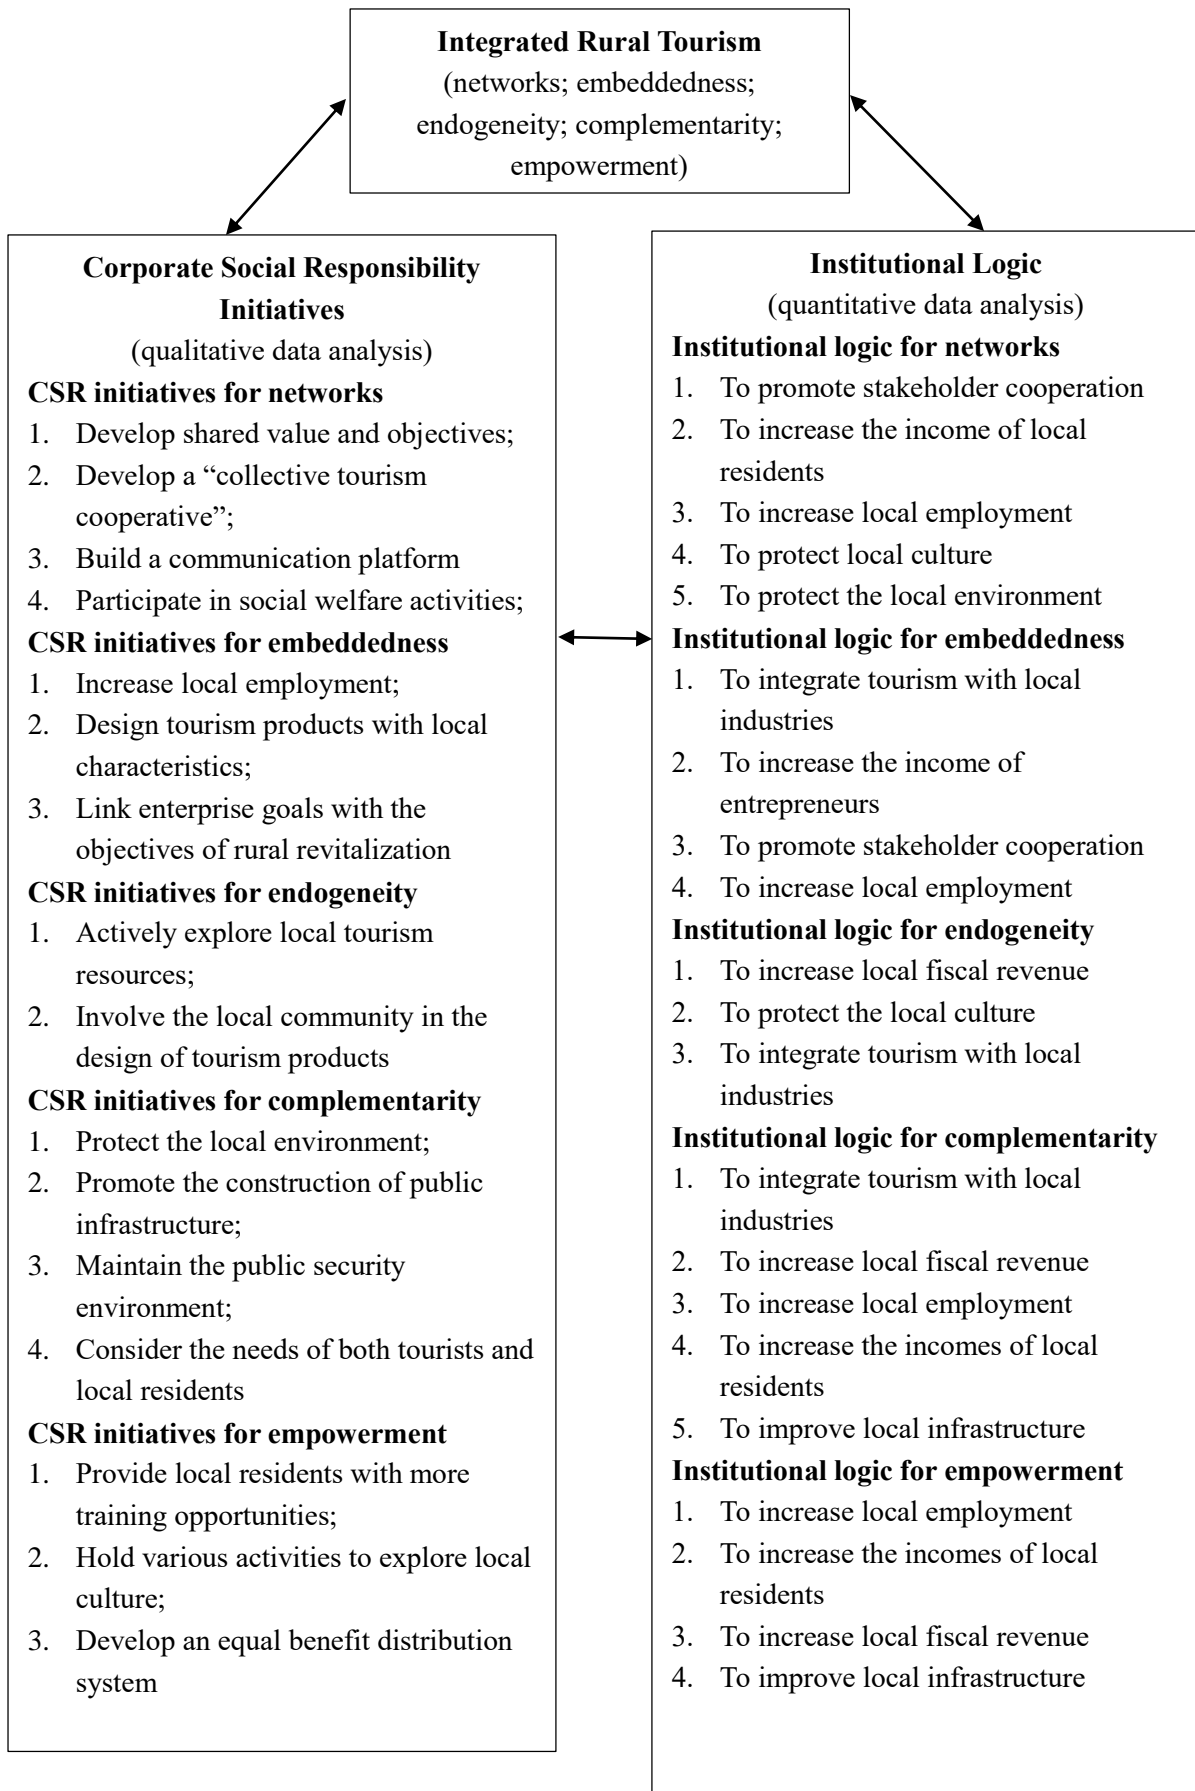 Integrated Rural Tourism
(networks; embeddedness;
endogeneity; complementarity;
empowerment)
Corporate Social Responsibility
Initiatives
(qualitative data analysis)
CSR initiatives for networks
1. Develop shared value and objectives;
2. Develop a “collective tourism
cooperative”;
3. Build a communication platform
4. Participate in social welfare activities;
CSR initiatives for embeddedness
1. Increase local employment;
2. Design tourism products with local
characteristics;
3. Link enterprise goals with the
objectives of rural revitalization
CSR initiatives for endogeneity
1. Actively explore local tourism
resources;
2. Involve the local community in the
design of tourism products
CSR initiatives for complementarity
1. Protect the local environment;
2. Promote the construction of public
infrastructure;
3. Maintain the public security
environment;
4. Consider the needs of both tourists and
local residents
CSR initiatives for empowerment
1. Provide local residents with more
training opportunities;
2. Hold various activities to explore local
culture;
3. Develop an equal benefit distribution
system
Institutional Logic
(quantitative data analysis)
Institutional logic for networks
1. To promote stakeholder cooperation
2. To increase the income of local
residents
3. To increase local employment
4. To protect local culture
5. To protect the local environment
Institutional logic for embeddedness
1. To integrate tourism with local
industries
2. To increase the income of
entrepreneurs
3. To promote stakeholder cooperation
4. To increase local employment
Institutional logic for endogeneity
1. To increase local fiscal revenue
2. To protect the local culture
3. To integrate tourism with local
industries
Institutional logic for complementarity
1. To integrate tourism with local
industries
2. To increase local fiscal revenue
3. To increase local employment
4. To increase the incomes of local
residents
5. To improve local infrastructure
Institutional logic for empowerment
1. To increase local employment
2. To increase the incomes of local
residents
3. To increase local fiscal revenue
4. To improve local infrastructure